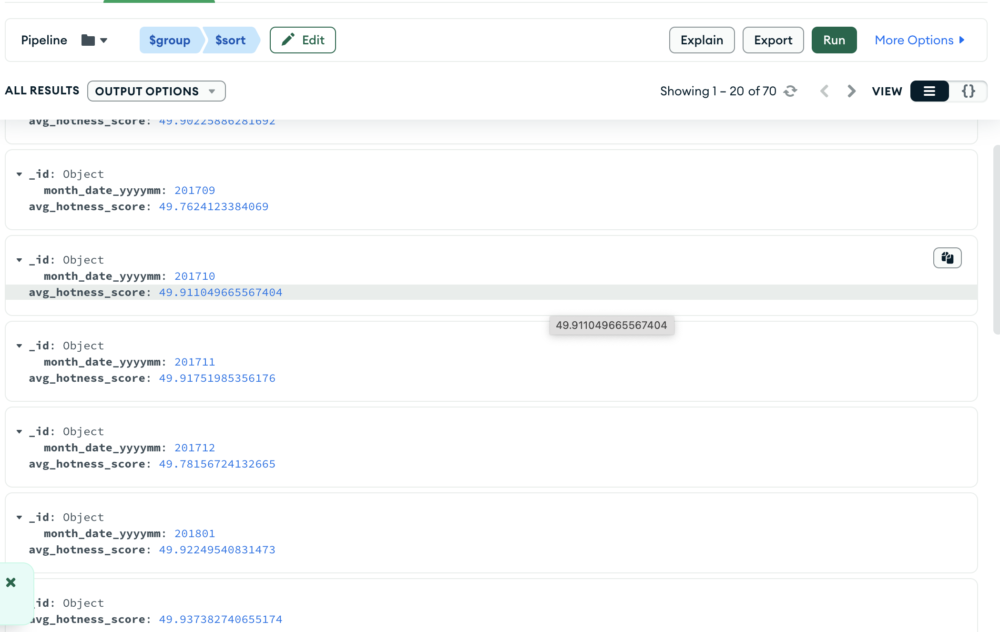 Pipeline $group $sort Edit Explain Export Run More Options
ALL RESULTS OUTPUT OPTIONS Showing 1 – 20 of 70 VIEW {}
avg_hotness_score: 49.90225886281692
_id: Object
month_date_yyyymm: 201709
avg_hotness_score: 49.7624123384069
_id: Object
month_date_yyyymm: 201710
avg_hotness_score: 49.911049665567404
49.911049665567404
_id: Object
month_date_yyyymm: 201711
avg_hotness_score: 49.91751985356176
_id: Object
month_date_yyyymm: 201712
avg_hotness_score: 49.78156724132665
_id: Object
month_date_yyyymm: 201801
avg_hotness_score: 49.92249540831473
_id: Object
avg_hotness_score: 49.937382740655174